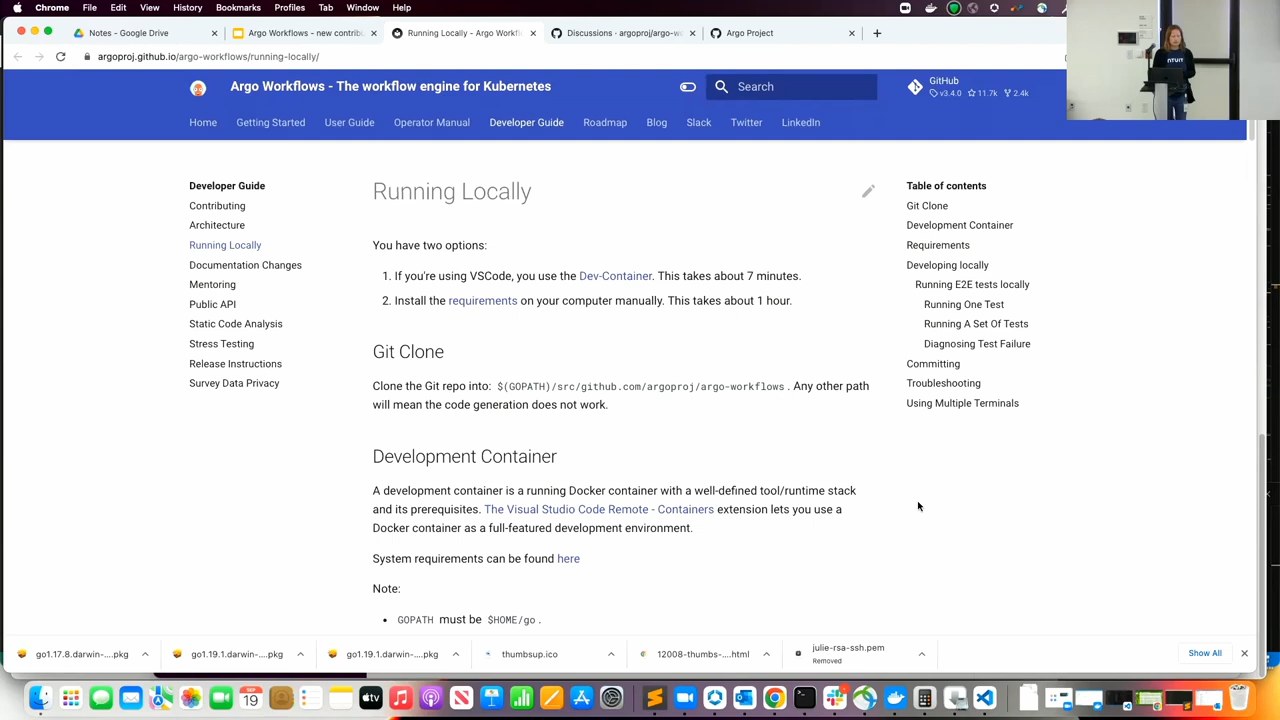 Chrome File Edit View History Bookmarks Profiles Tab Window Help
Notes - Google Drive
Argo Workflows - new contribu
Running Locally - Argo Workfl
Discussions · argoproj/argo-w
Argo Project
argoproj.github.io/argo-workflows/running-locally/
Argo Workflows - The workflow engine for Kubernetes
Search
GitHub
v3.4.0 11.7k 2.4k
Home Getting Started User Guide Operator Manual Developer Guide Roadmap Blog Slack Twitter LinkedIn
Developer Guide
Contributing
Architecture
Running Locally
Documentation Changes
Mentoring
Public API
Static Code Analysis
Stress Testing
Release Instructions
Survey Data Privacy
Running Locally
You have two options:
1. If you're using VSCode, you use the Dev-Container. This takes about 7 minutes.
2. Install the requirements on your computer manually. This takes about 1 hour.
Git Clone
Clone the Git repo into: $(GOPATH)/src/github.com/argoproj/argo-workflows . Any other path
will mean the code generation does not work.
Development Container
A development container is a running Docker container with a well-defined tool/runtime stack
and its prerequisites. The Visual Studio Code Remote - Containers extension lets you use a
Docker container as a full-featured development environment.
System requirements can be found here
Note:
• GOPATH must be $HOME/go .
Table of contents
Git Clone
Development Container
Requirements
Developing locally
Running E2E tests locally
Running One Test
Running A Set Of Tests
Diagnosing Test Failure
Committing
Troubleshooting
Using Multiple Terminals
go1.17.8.darwin-....pkg
go1.19.1.darwin-....pkg
go1.19.1.darwin-....pkg
thumbsup.ico
12008-thumbs-....html
julie-rsa-ssh.pem
Removed
Show All
SEP
19
tv